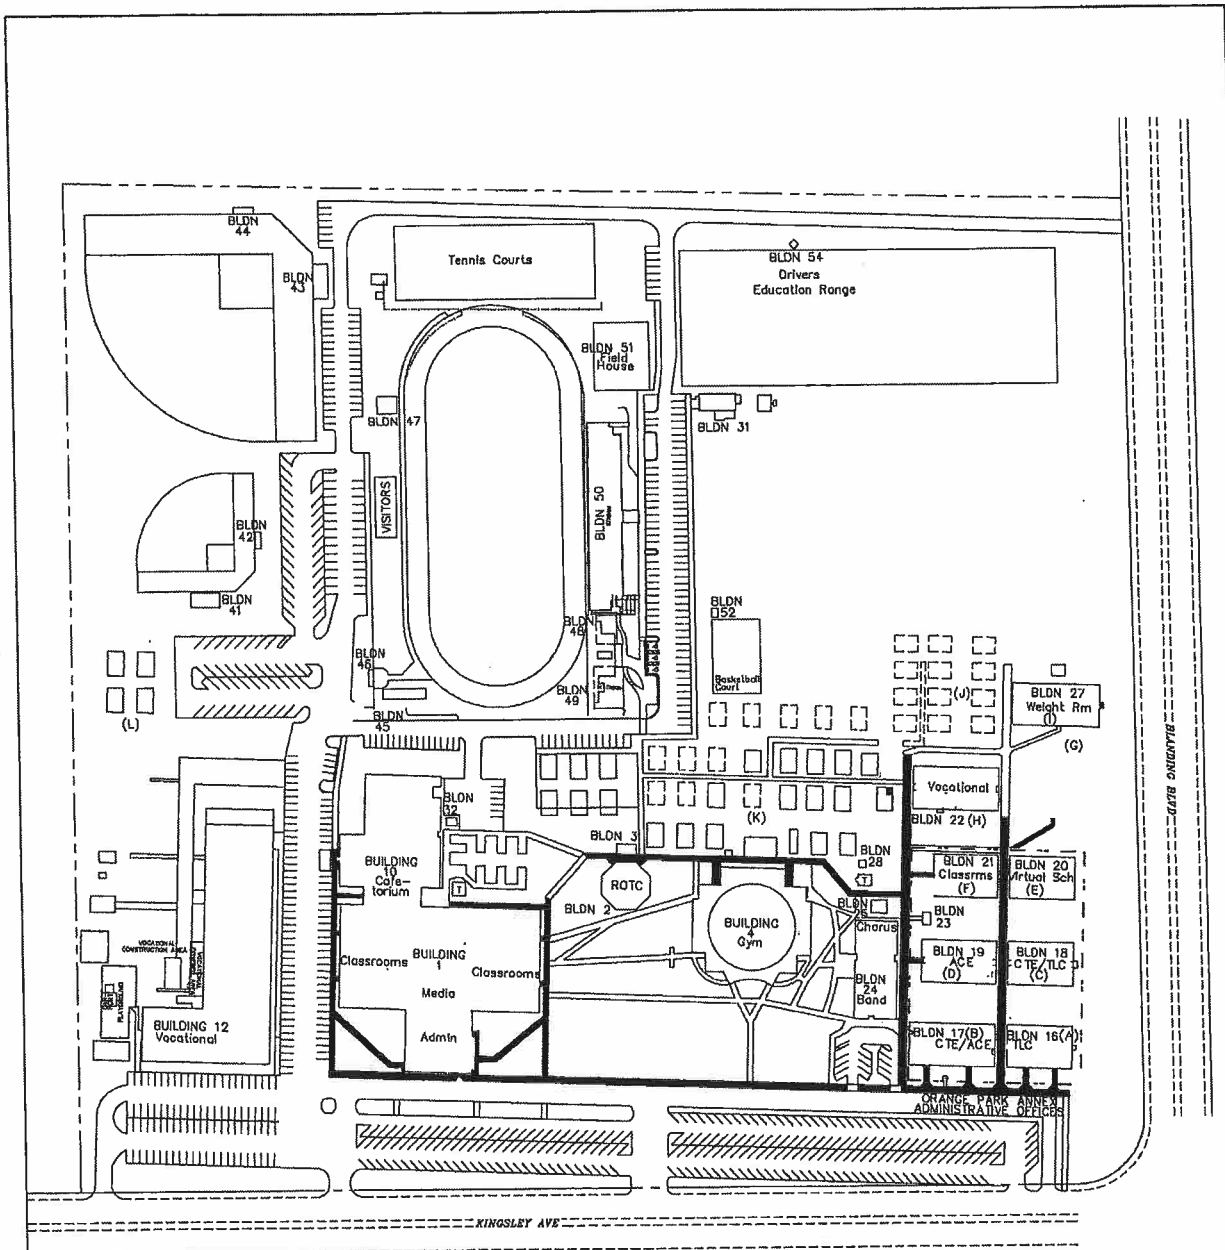 BLDN
44
BLDN
43
Tennis Courts
BLDN 54
Drivers
Education Range
BLDN 51
Field
House
BLDN 47
BLDN 31
VISITORS
BLDN 50
BLDN
42
BLDN
41
BLDN
52
BLDN
48
BLDN
46
BLDN
49
BLDN
45
Basketball
Court
(L)
(J)
BLDN 27
Weight Rm
(I)
(G)
BLANDING BLVD
Vocational
BLDN 22 (H)
BLDN
32
(K)
BLDN 3
BUILDING
10
Cafe-
torium
T
ROTC
BLDN 2
BUILDING
4
Gym
BLDN
28
T
BLDN
Chorus
BLDN 21
Classrms
(F)
BLDN 20
Virtual Sch
(E)
BLDN
23
VOCATIONAL
CONSTRUCTION AREA
Classrooms
BUILDING
1
Classrooms
Media
Admin
BLDN
24
Band
BLDN 19
ACE
(D)
BLDN 18
CTE/TLC
(C)
PLAYGROUND
BUILDING 12
Vocational
BLDN 17(B)
CTE/ACE
BLDN 16(A)
TLC
ORANGE PARK ANNEX
ADMINISTRATIVE OFFICES
KINGSLEY AVE